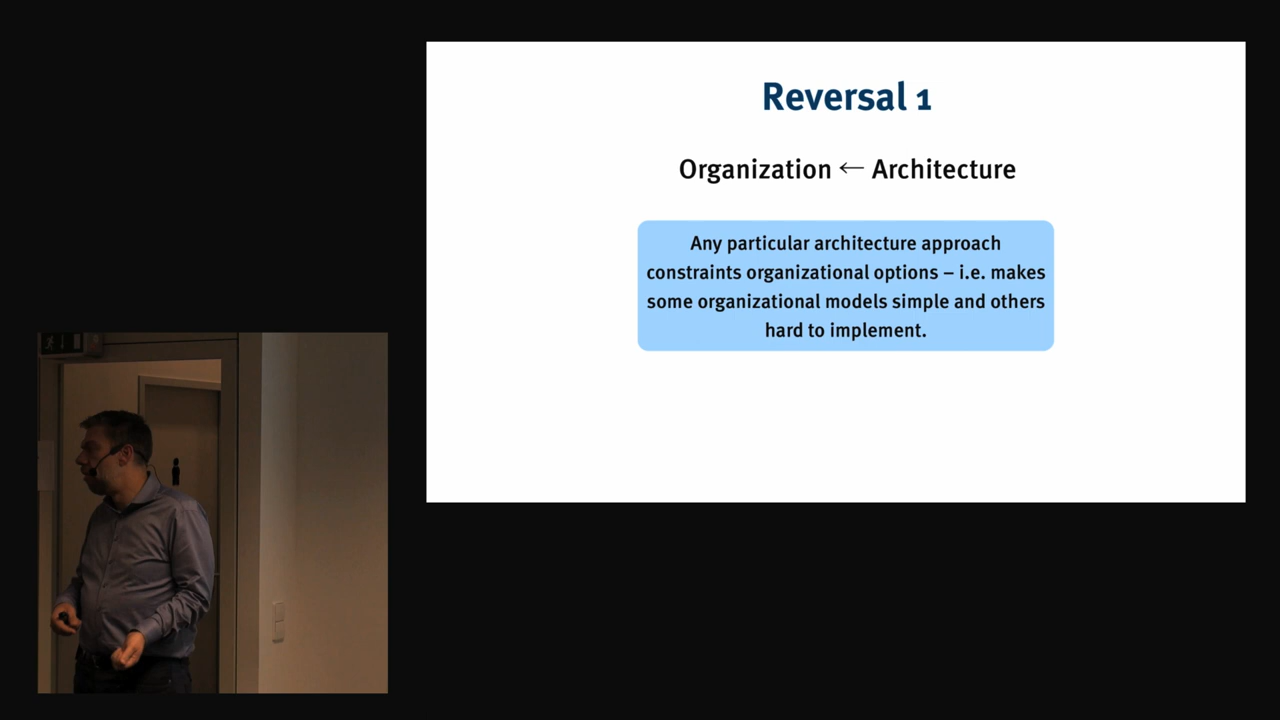 Reversal 1
Organization ← Architecture
Any particular architecture approach
constraints organizational options – i.e. makes
some organizational models simple and others
hard to implement.